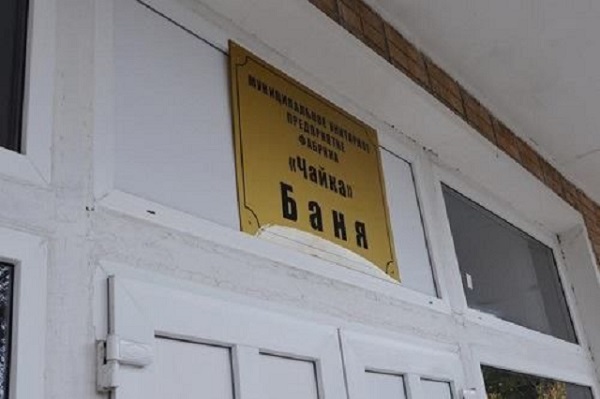 МУНИЦИПАЛЬНОЕ УНИТАРНОЕ
ПРЕДПРИЯТИЕ
ФАБРИКА
«Чайка»
Баня